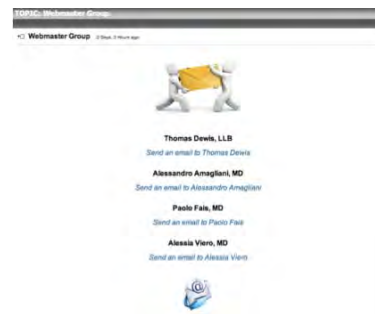 TOPIC: Webmaster Group
Webmaster Group
Thomas Dewis, LLB
Send an email to Thomas Dewis
Alessandro Amagliani, MD
Send an email to Alessandro Amagliani
Paolo Fais, MD
Send an email to Paolo Fais
Alessia Viero, MD
Send an email to Alessia Viero
@